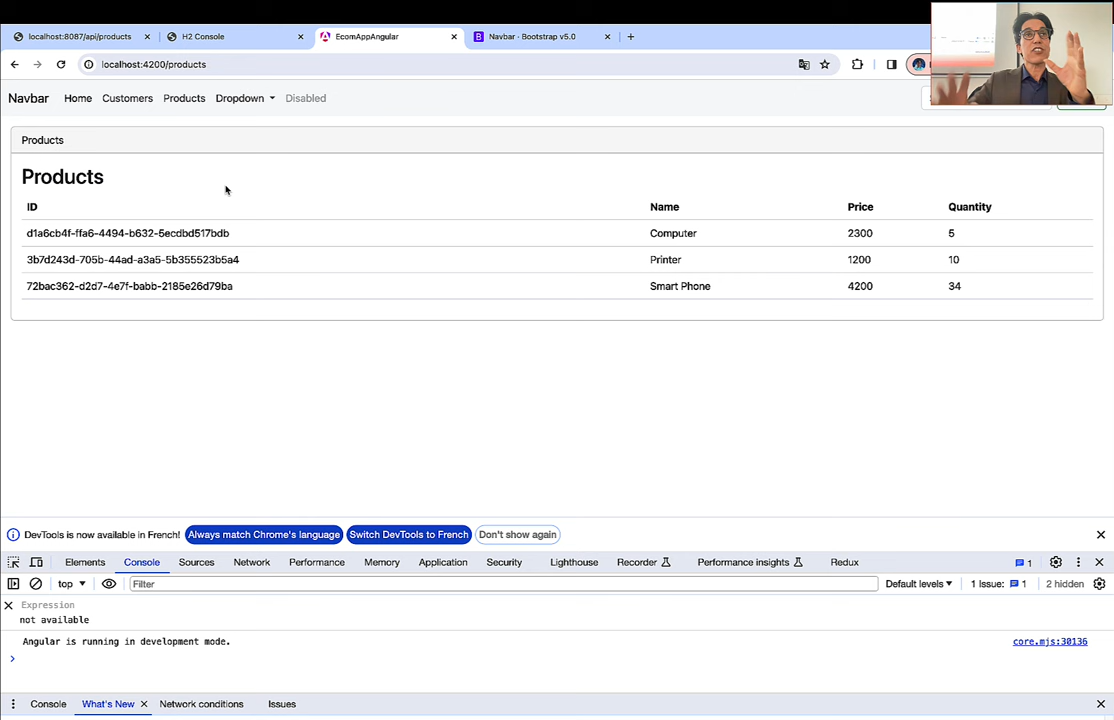 localhost:8087/api/products
H2 Console
EcomAppAngular
Navbar · Bootstrap v5.0
localhost:4200/products
Navbar Home Customers Products Dropdown Disabled
Products
Products
ID Name Price Quantity
d1a6cb4f-ffa6-4494-b632-5ecdbd517bdb Computer 2300 5
3b7d243d-705b-44ad-a3a5-5b355523b5a4 Printer 1200 10
72bac362-d2d7-4e7f-babb-2185e26d79ba Smart Phone 4200 34
DevTools is now available in French! Always match Chrome's language Switch DevTools to French Don't show again
Elements Console Sources Network Performance Memory Application Security Lighthouse Recorder Performance insights Redux 1
top Filter Default levels 1 Issue: 1 2 hidden
Expression
not available
Angular is running in development mode. core.mjs:30136
Console What's New Network conditions Issues